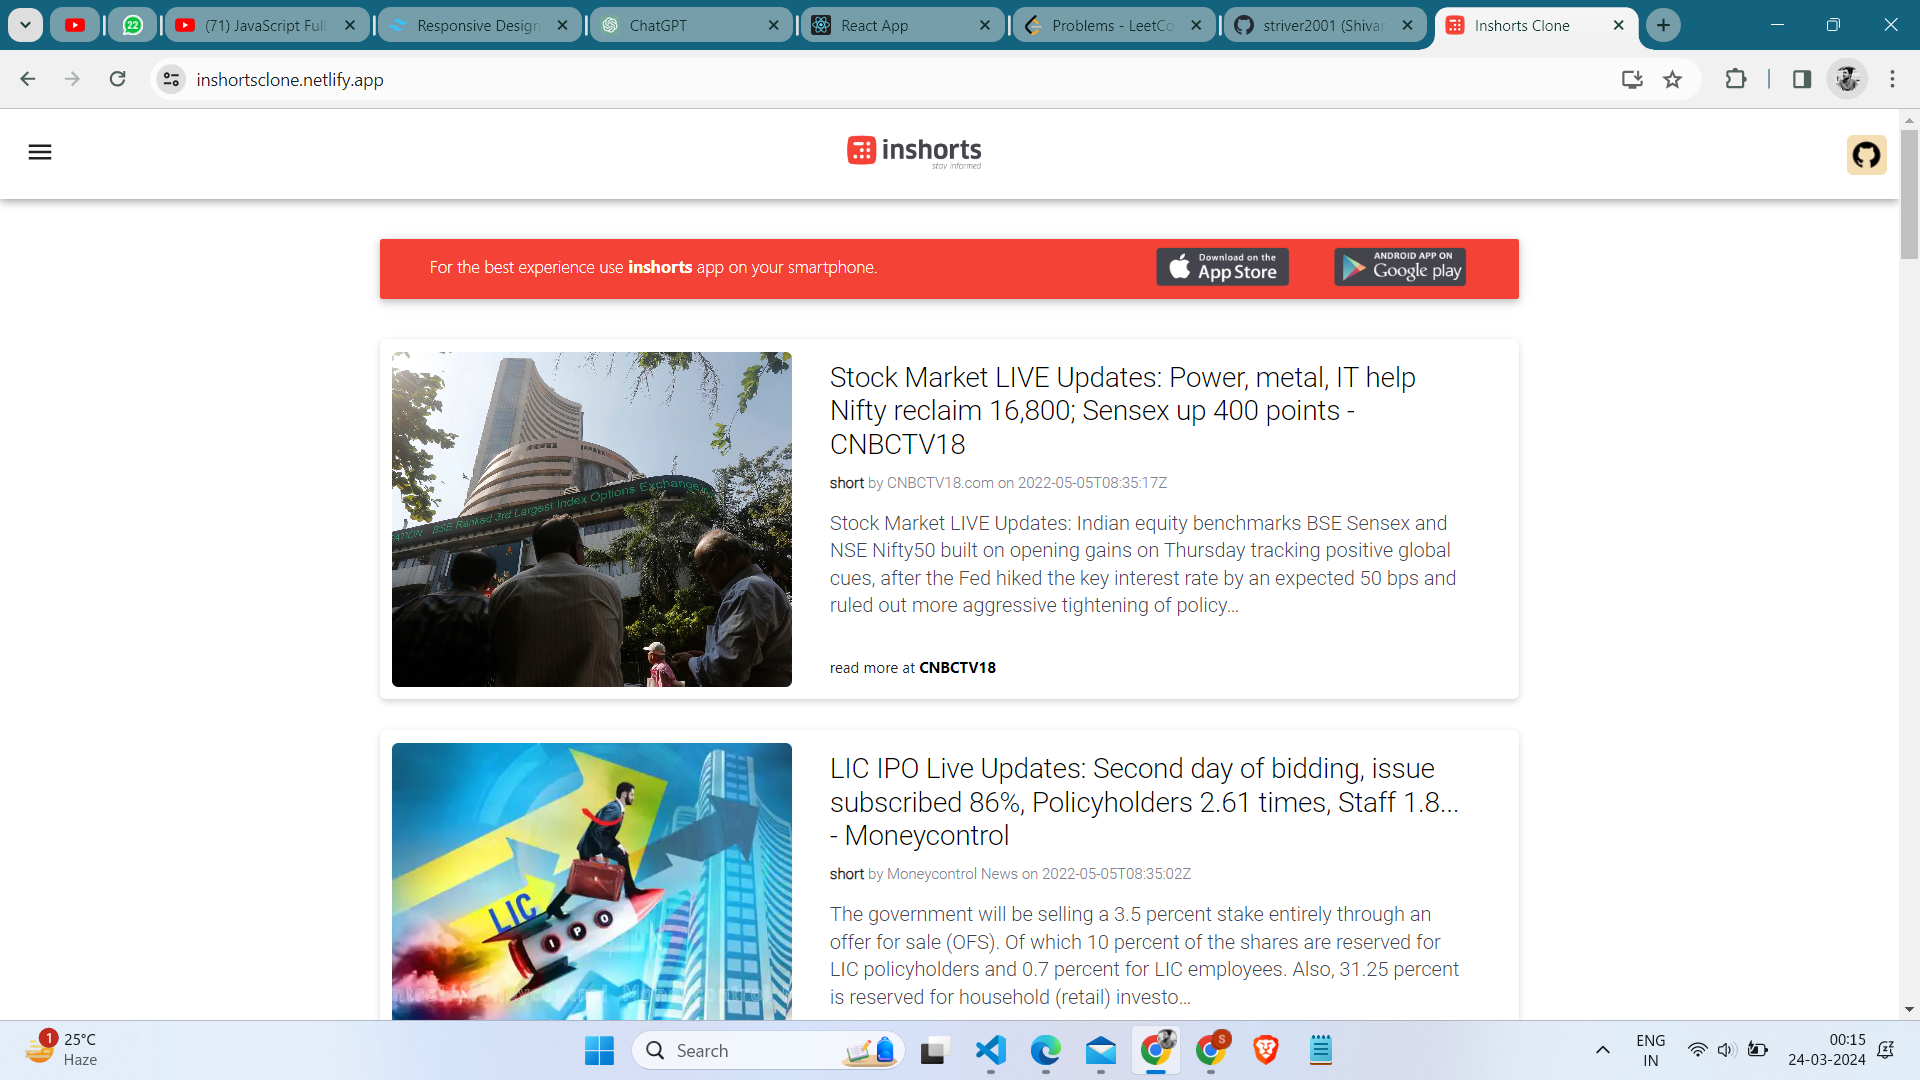 22
(71) JavaScript Full
Responsive Design
ChatGPT
React App
Problems - LeetCo
striver2001 (Shivan
Inshorts Clone
inshortsclone.netlify.app
inshorts
stay informed
For the best experience use inshorts app on your smartphone.
Download on the
App Store
ANDROID APP ON
Google play
Stock Market LIVE Updates: Power, metal, IT help
Nifty reclaim 16,800; Sensex up 400 points -
CNBCTV18
short by CNBCTV18.com on 2022-05-05T08:35:17Z
Stock Market LIVE Updates: Indian equity benchmarks BSE Sensex and
NSE Nifty50 built on opening gains on Thursday tracking positive global
cues, after the Fed hiked the key interest rate by an expected 50 bps and
ruled out more aggressive tightening of policy...
read more at CNBCTV18
BSE Ranked 3rd Largest Index Options Exchange
LIC IPO Live Updates: Second day of bidding, issue
subscribed 86%, Policyholders 2.61 times, Staff 1.8...
- Moneycontrol
short by Moneycontrol News on 2022-05-05T08:35:02Z
The government will be selling a 3.5 percent stake entirely through an
offer for sale (OFS). Of which 10 percent of the shares are reserved for
LIC policyholders and 0.7 percent for LIC employees. Also, 31.25 percent
is reserved for household (retail) investo...
LIC
IPO
1
25°C
Haze
Search
S
ENG
IN
00:15
24-03-2024